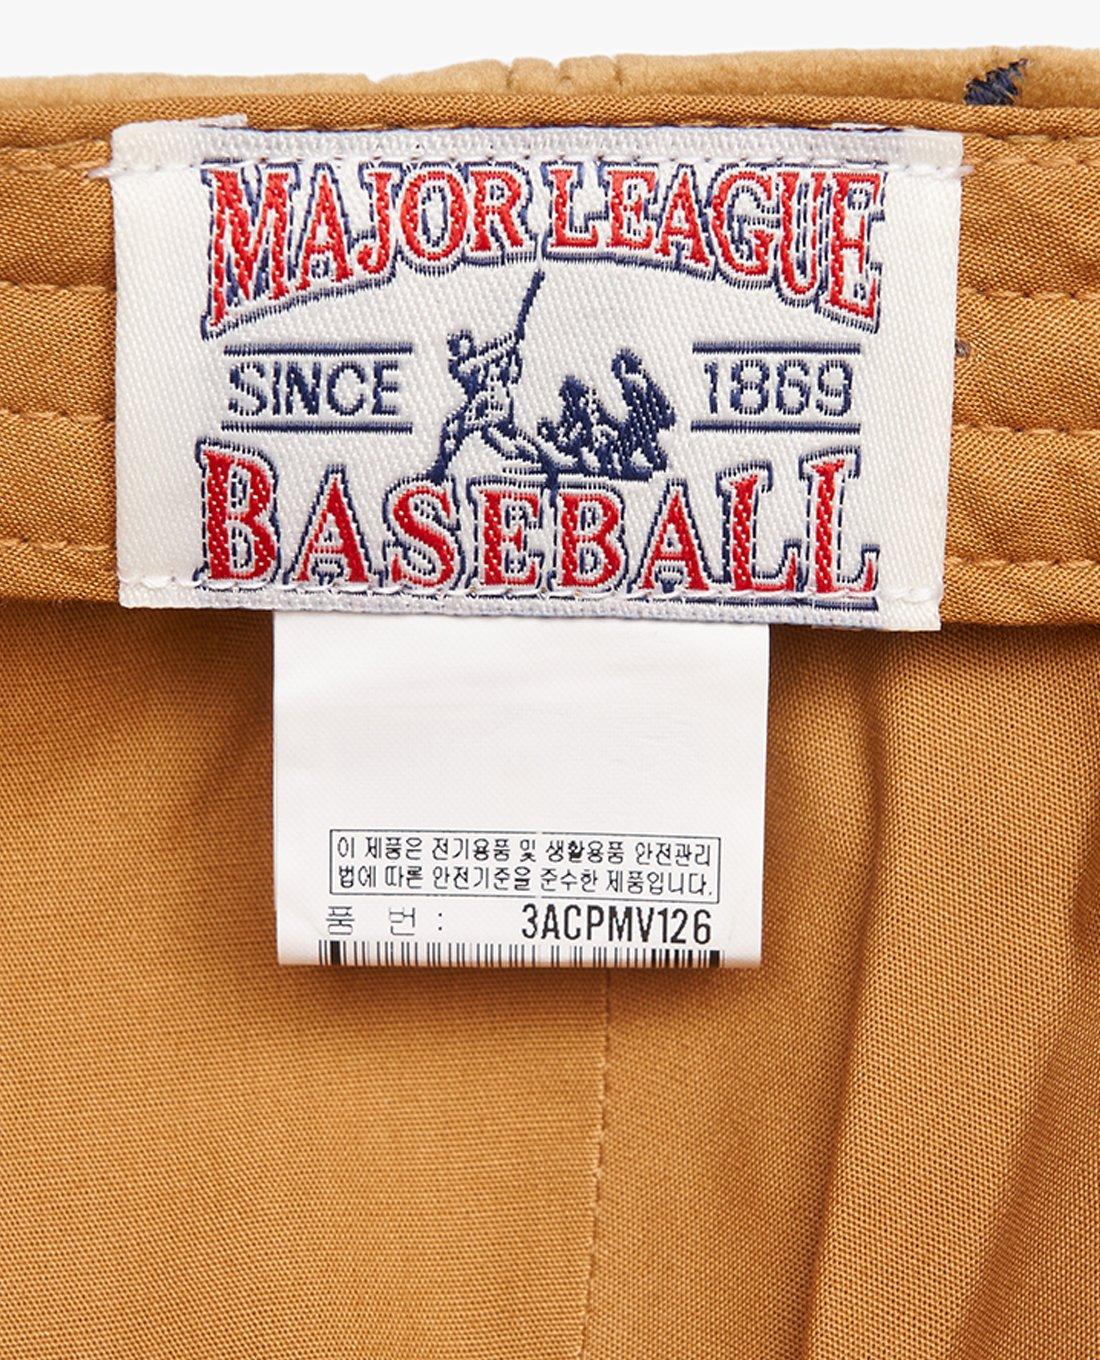 MAJOR LEAGUE
SINCE 1869
BASEBALL
이 제품은 전기용품 및 생활용품 안전관리
법에 따른 안전기준을 준수한 제품입니다.
품 번 : 3ACPMV126